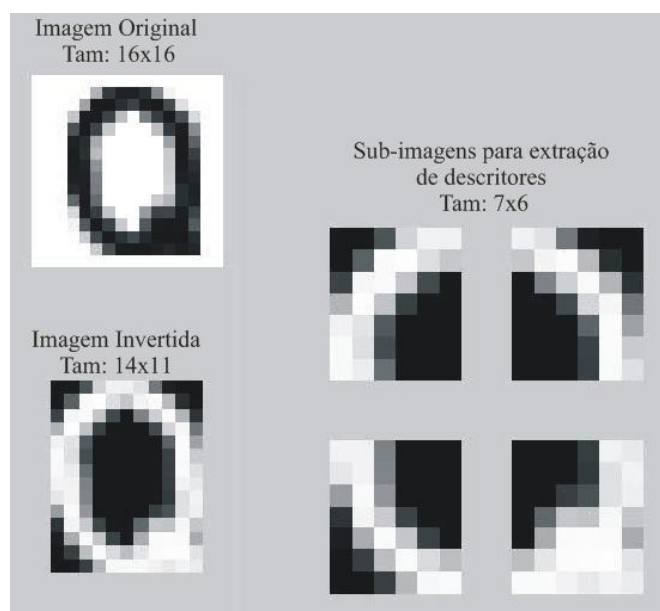 Imagem Original
Tam: 16x16
Sub-imagens para extração
de descritores
Tam: 7x6
Imagem Invertida
Tam: 14x11